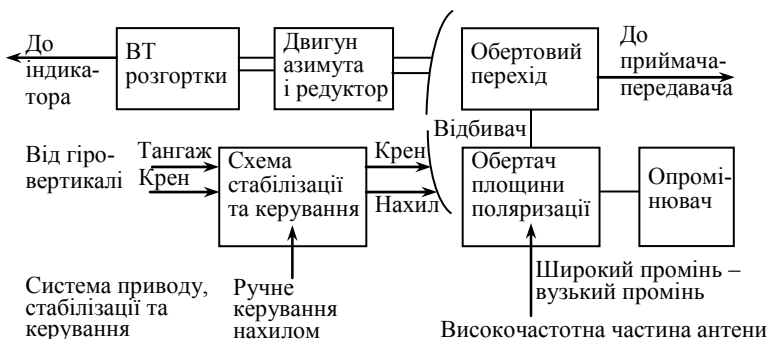 До
індика-
тора
ВТ
розгортки
Двигун
азимута
і редуктор
Обертовий
перехід
До
приймача-
передавача
Відбивач
Від гіро-
вертикалі
Тангаж
Крен
Схема
стабілізації
та керування
Крен
Нахил
Обертач
площини
поляризації
Опромі-
нювач
Широкий промінь –
вузький промінь
Система приводу,
стабілізації та
керування
Ручне
керування
нахилом
Високочастотна частина антени